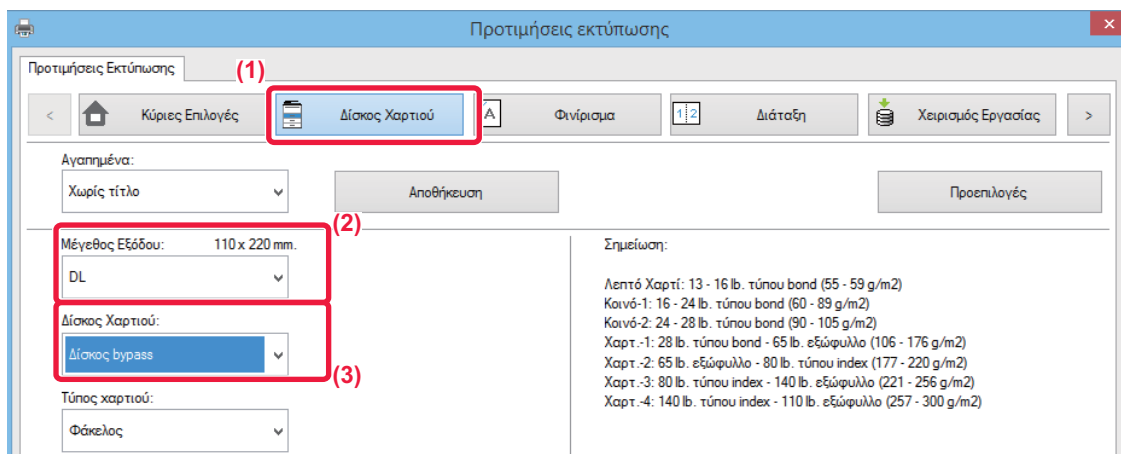 Προτιμήσεις εκτύπωσης
Προτιμήσεις Εκτύπωσης
(1)
< Κύριες Επιλογές Δίσκος Χαρτιού A Φινίρισμα 1 2 Διάταξη Χειρισμός Εργασίας >
Αγαπημένα:
Χωρίς τίτλο Αποθήκευση Προεπιλογές
(2)
Μέγεθος Εξόδου: 110 x 220 mm.
DL
Δίσκος Χαρτιού:
Δίσκος bypass
(3)
Τύπος χαρτιού:
Φάκελος
Σημείωση:
Λεπτό Χαρτί: 13 - 16 lb. τύπου bond (55 - 59 g/m2)
Κοινό-1: 16 - 24 lb. τύπου bond (60 - 89 g/m2)
Κοινό-2: 24 - 28 lb. τύπου bond (90 - 105 g/m2)
Χαρτ.-1: 28 lb. τύπου bond - 65 lb. εξώφυλλο (106 - 176 g/m2)
Χαρτ.-2: 65 lb. εξώφυλλο - 80 lb. τύπου index (177 - 220 g/m2)
Χαρτ.-3: 80 lb. τύπου index - 140 lb. εξώφυλλο (221 - 256 g/m2)
Χαρτ.-4: 140 lb. τύπου index - 110 lb. εξώφυλλο (257 - 300 g/m2)